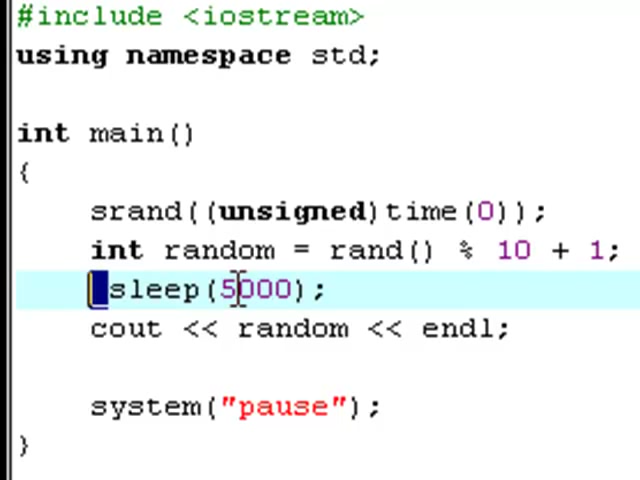 #include <iostream>
using namespace std;
int main()
{
srand((unsigned)time(0));
int random = rand() % 10 + 1;
sleep(5000);
cout << random << endl;
system("pause");
}